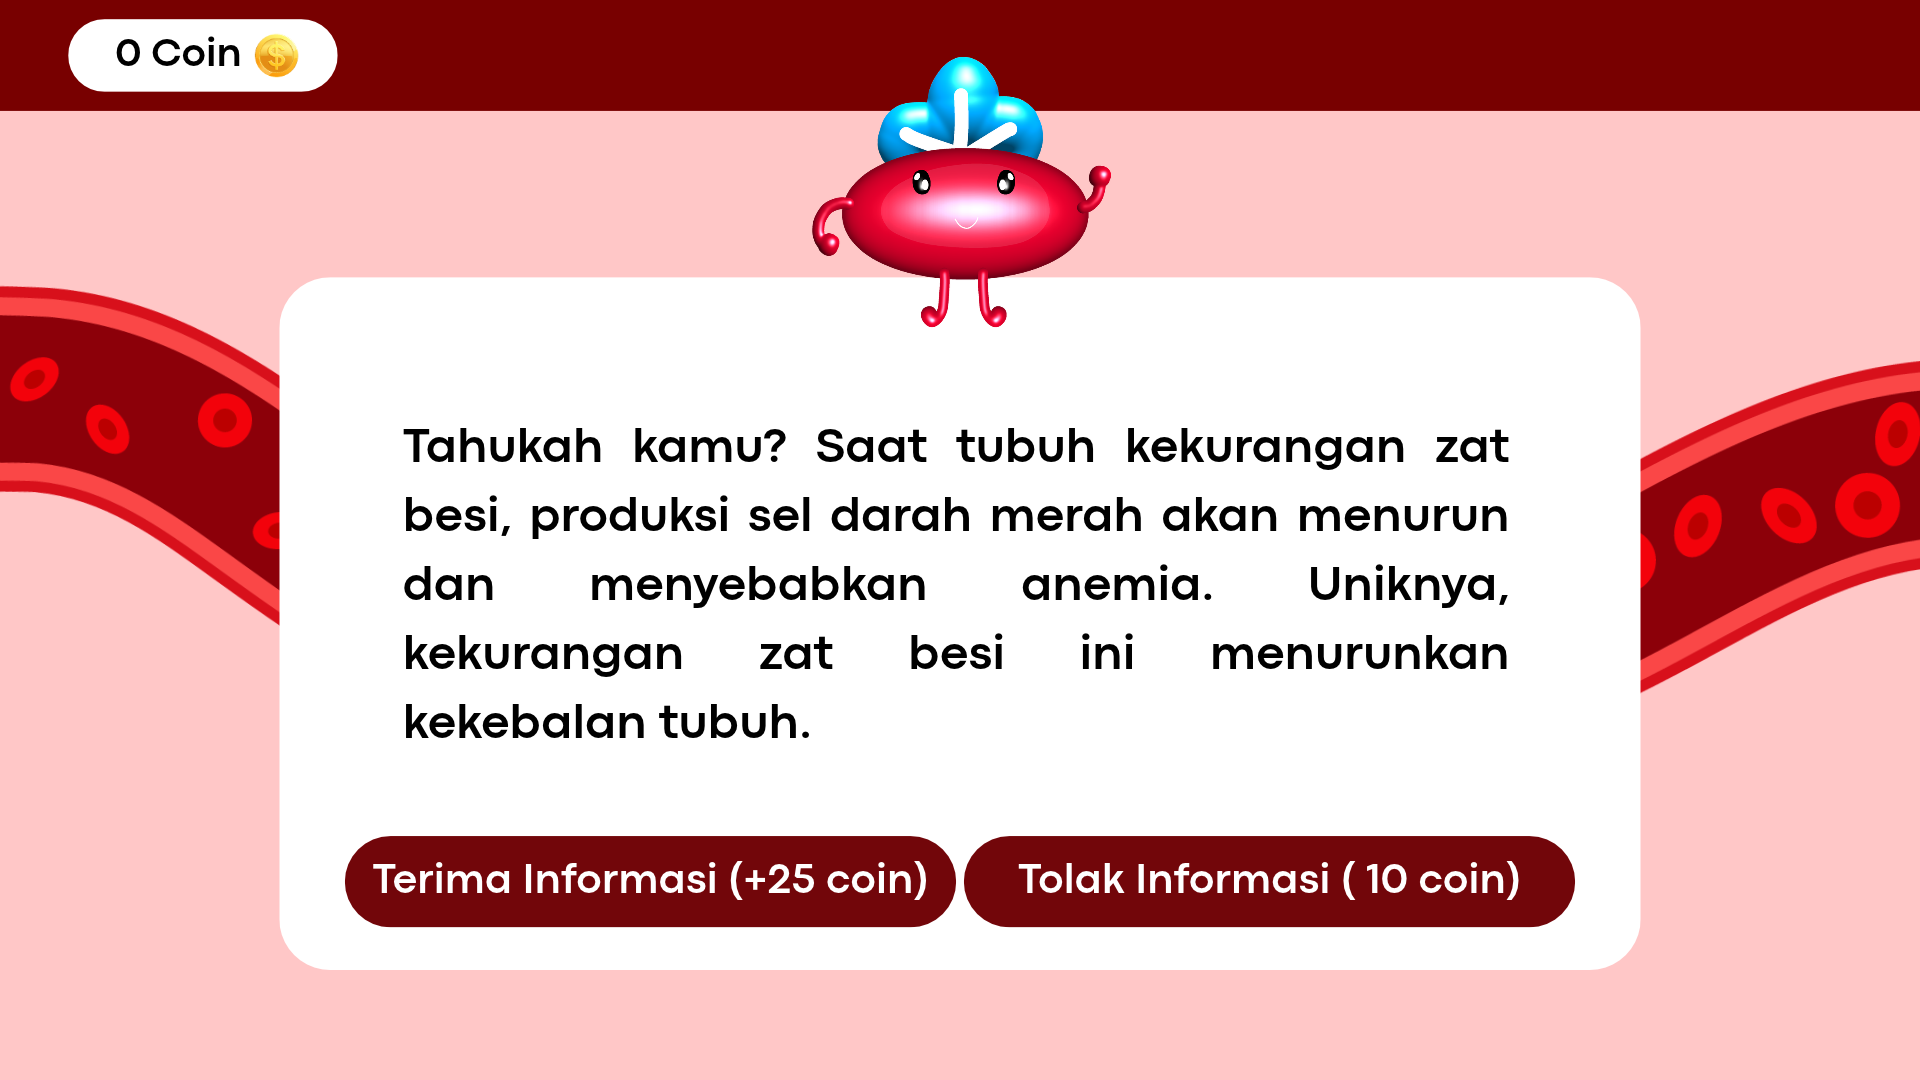 0 Coin
Tahukah kamu? Saat tubuh kekurangan zat
besi, produksi sel darah merah akan menurun
dan menyebabkan anemia. Uniknya,
kekurangan zat besi ini menurunkan
kekebalan tubuh.
Terima Informasi (+25 coin)
Tolak Informasi ( 10 coin)